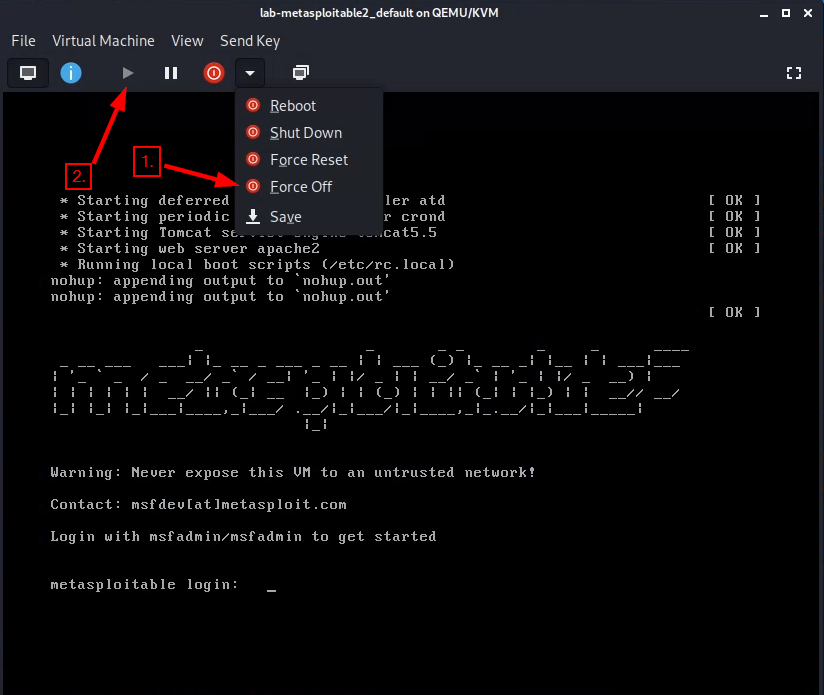 lab-metasploitable2_default on QEMU/KVM
File Virtual Machine View Send Key
Reboot
1.
Shut Down
Force Reset
2.
Force Off
Save
* Starting deferred ler atd [ OK ]
* Starting periodic r crond [ OK ]
* Starting Tomcat servlet engine tomcat5.5 [ OK ]
* Starting web server apache2 [ OK ]
* Running local boot scripts (/etc/rc.local)
nohup: appending output to `nohup.out'
nohup: appending output to `nohup.out'
[ OK ]
metasploitable2
Warning: Never expose this VM to an untrusted network!
Contact: msfdev[at]metasploit.com
Login with msfadmin/msfadmin to get started
metasploitable login: _